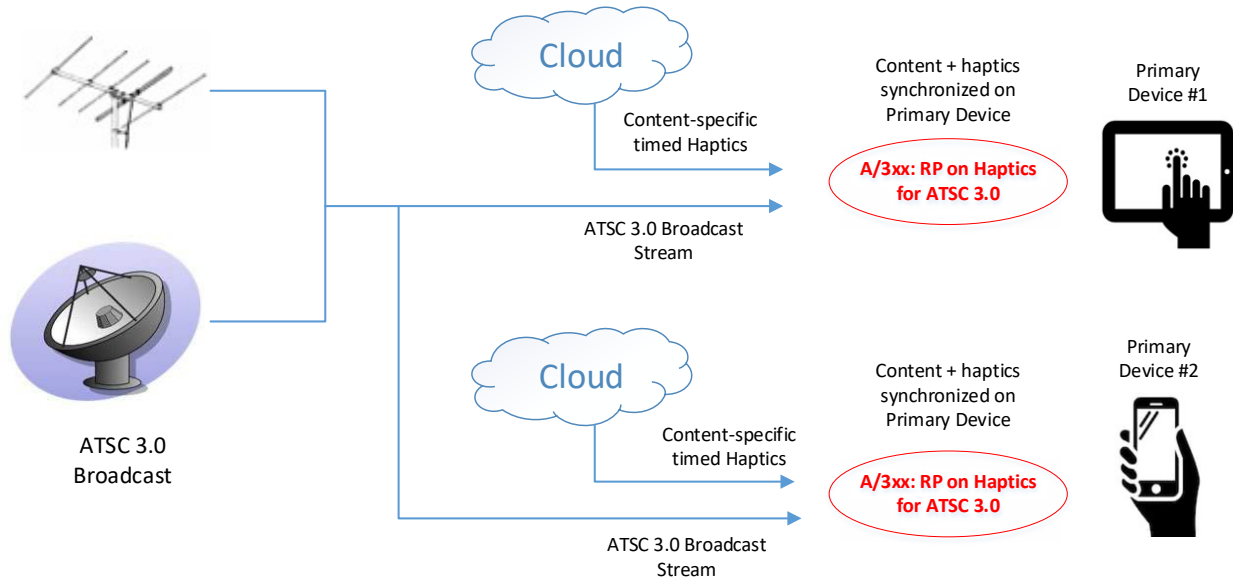 Cloud
Content + haptics
synchronized on
Primary Device
Primary
Device #1
Content-specific
timed Haptics
A/3xx: RP on Haptics
for ATSC 3.0
ATSC 3.0 Broadcast
Stream
Cloud
Content + haptics
synchronized on
Primary Device
Primary
Device #2
ATSC 3.0
Broadcast
Content-specific
timed Haptics
A/3xx: RP on Haptics
for ATSC 3.0
ATSC 3.0 Broadcast
Stream